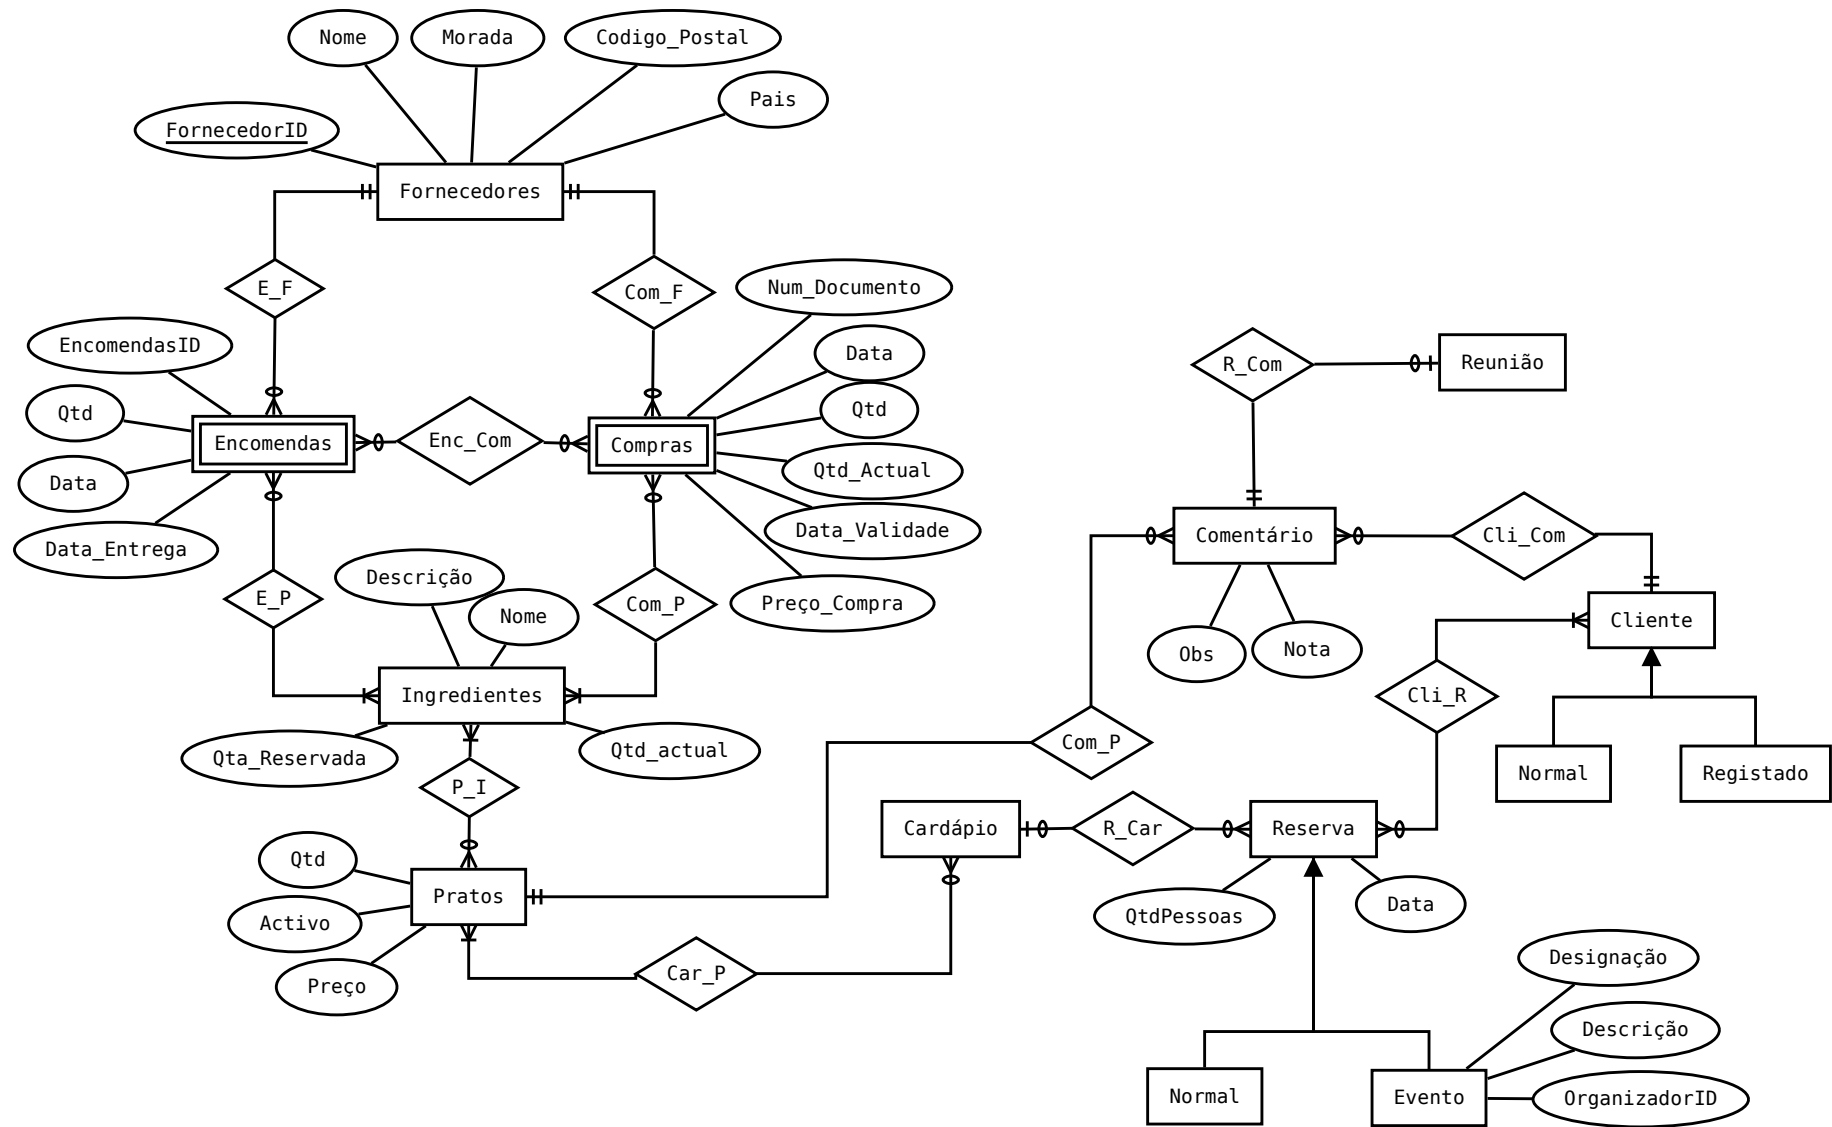 Nome
Morada
Codigo_Postal
Pais
FornecedorID
Fornecedores
E_F
Com_F
Num_Documento
EncomendasID
Data
R_Com
Reunião
Qtd
Qtd
Encomendas
Enc_Com
Compras
Data
Qtd_Actual
Data_Entrega
Data_Validade
Comentário
Cli_Com
Descrição
E_P
Nome
Com_P
Preço_Compra
Cliente
Obs
Nota
Ingredientes
Cli_R
Qta_Reservada
Qtd_actual
Com_P
P_I
Normal
Registado
Cardápio
R_Car
Reserva
Qtd
Pratos
Activo
QtdPessoas
Data
Preço
Car_P
Designação
Descrição
Normal
Evento
OrganizadorID